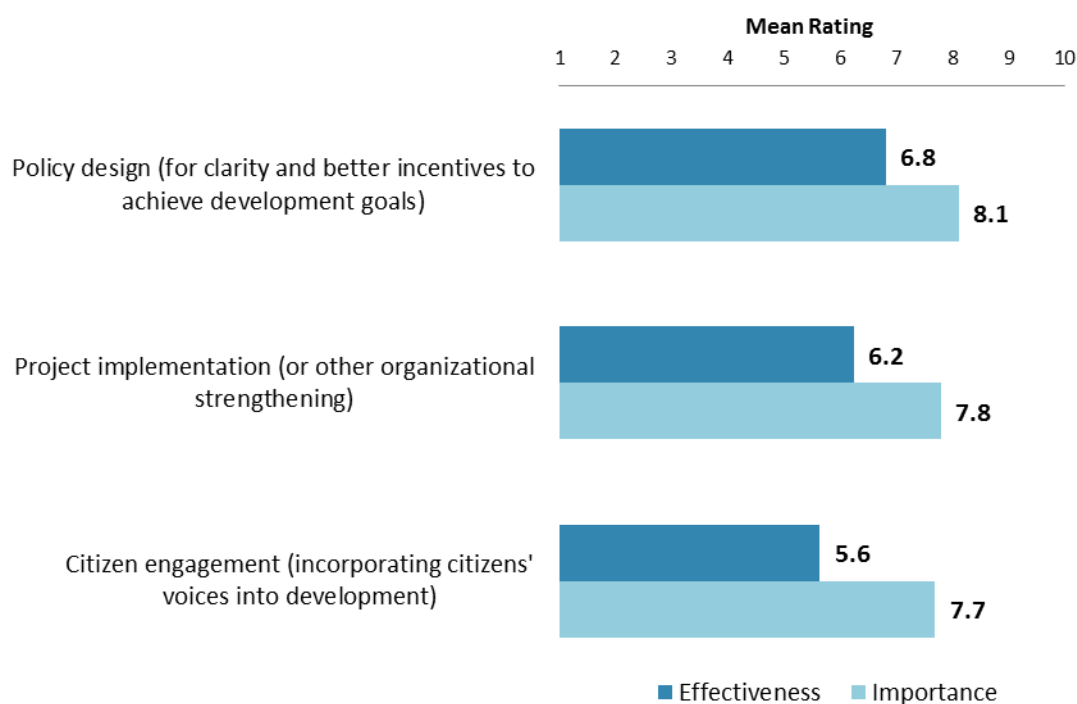 Mean Rating
1 2 3 4 5 6 7 8 9 10
Policy design (for clarity and better incentives to
achieve development goals)
6.8
8.1
Project implementation (or other organizational
strengthening)
6.2
7.8
Citizen engagement (incorporating citizens'
voices into development)
5.6
7.7
Effectiveness Importance